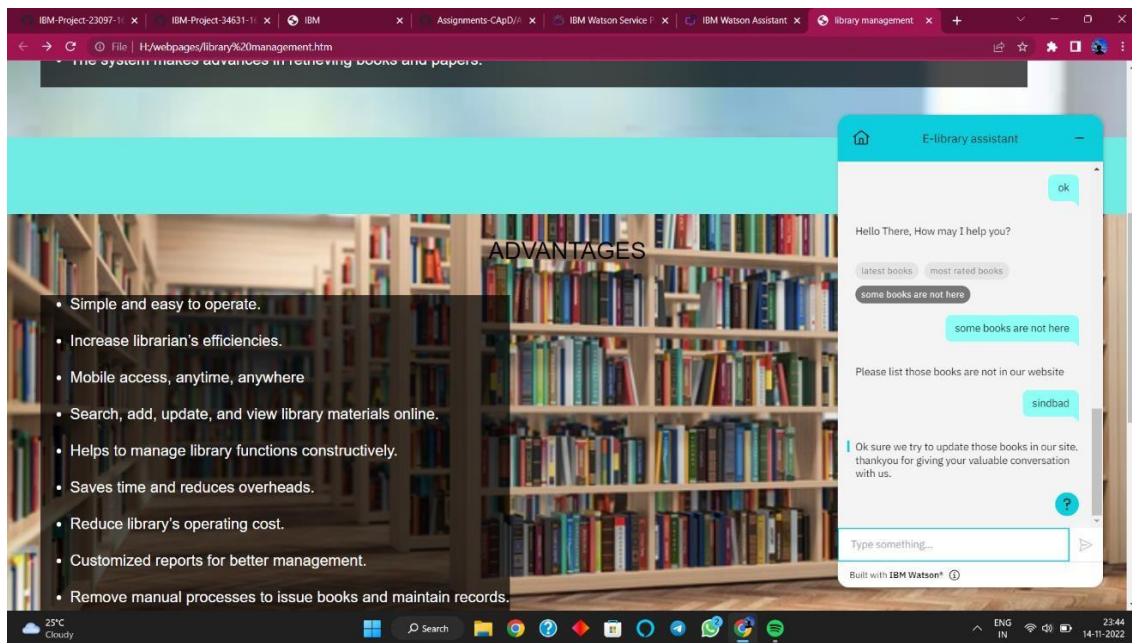 IBM-Project-23097-1
IBM-Project-34631-1
IBM
Assignments-CApD/A
IBM Watson Service P
IBM Watson Assistant
library management
File | H:/webpages/library%20management.htm
• The system makes advances in retrieving books and papers.
E-library assistant
ok
Hello There, How may I help you?
latest books
most rated books
some books are not here
some books are not here
Please list those books are not in our website
sindbad
Ok sure we try to update those books in our site.
thankyou for giving your valuable conversation
with us.
?
Type something...
Built with IBM Watson®
ADVANTAGES
• Simple and easy to operate.
• Increase librarian's efficiencies.
• Mobile access, anytime, anywhere
• Search, add, update, and view library materials online.
• Helps to manage library functions constructively.
• Saves time and reduces overheads.
• Reduce library's operating cost.
• Customized reports for better management.
• Remove manual processes to issue books and maintain records.
25°C
Cloudy
Search
ENG
IN
23:44
14-11-2022